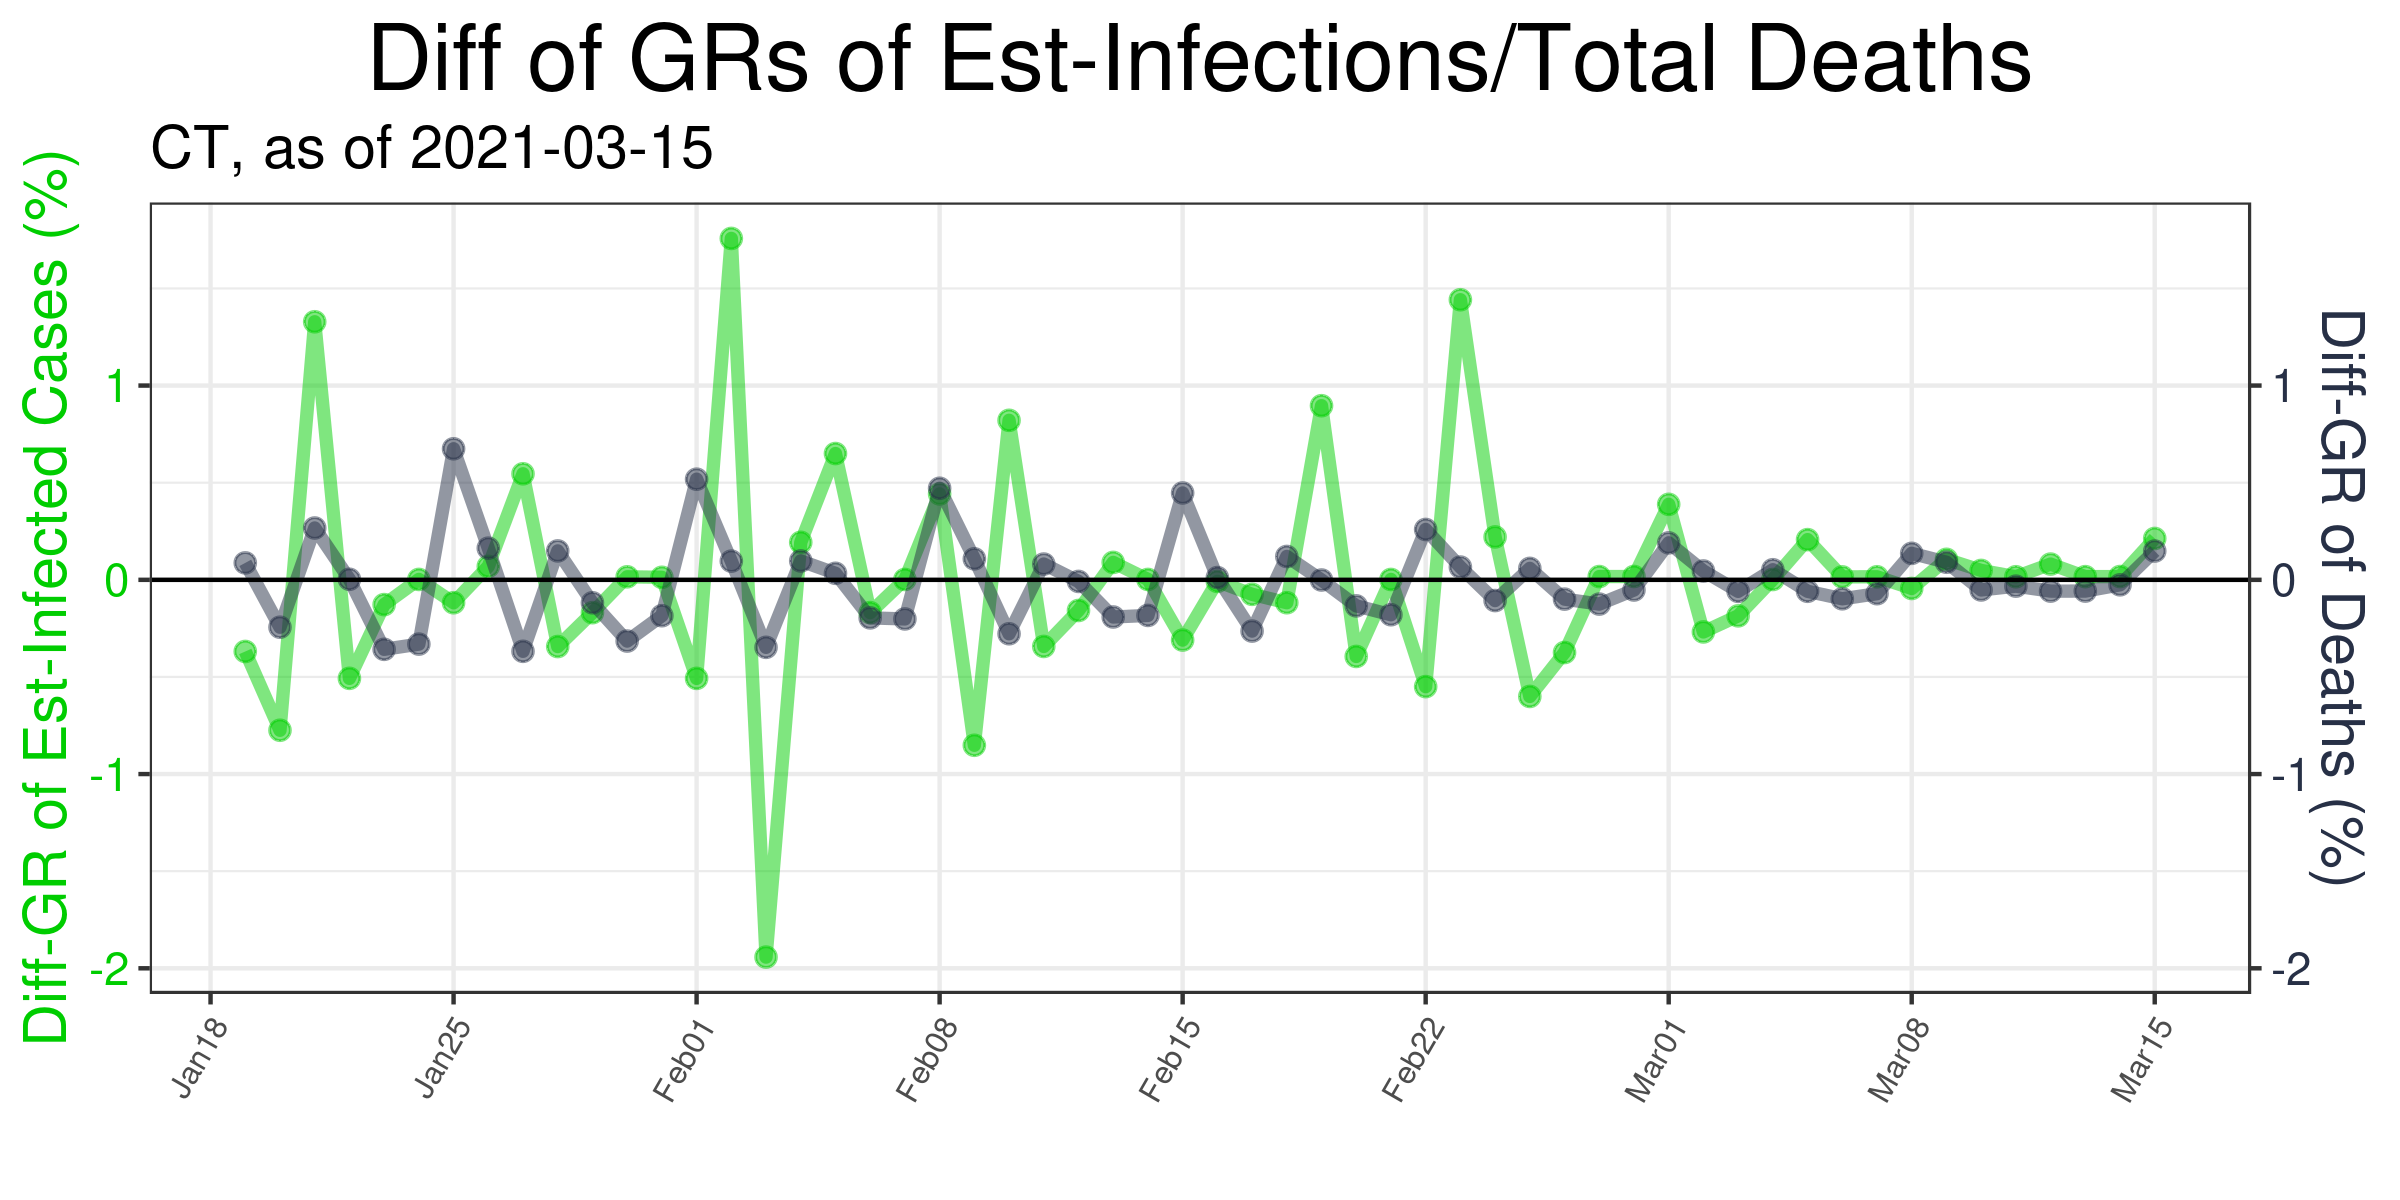 Diff of GRs of Est-Infections/Total Deaths
CT, as of 2021-03-15
Diff-GR of Est-Infected Cases (%)
1
0
-1
-2
1
0
-1
-2
Diff-GR of Deaths (%)
Jan18
Jan25
Feb01
Feb08
Feb15
Feb22
Mar01
Mar08
Mar15